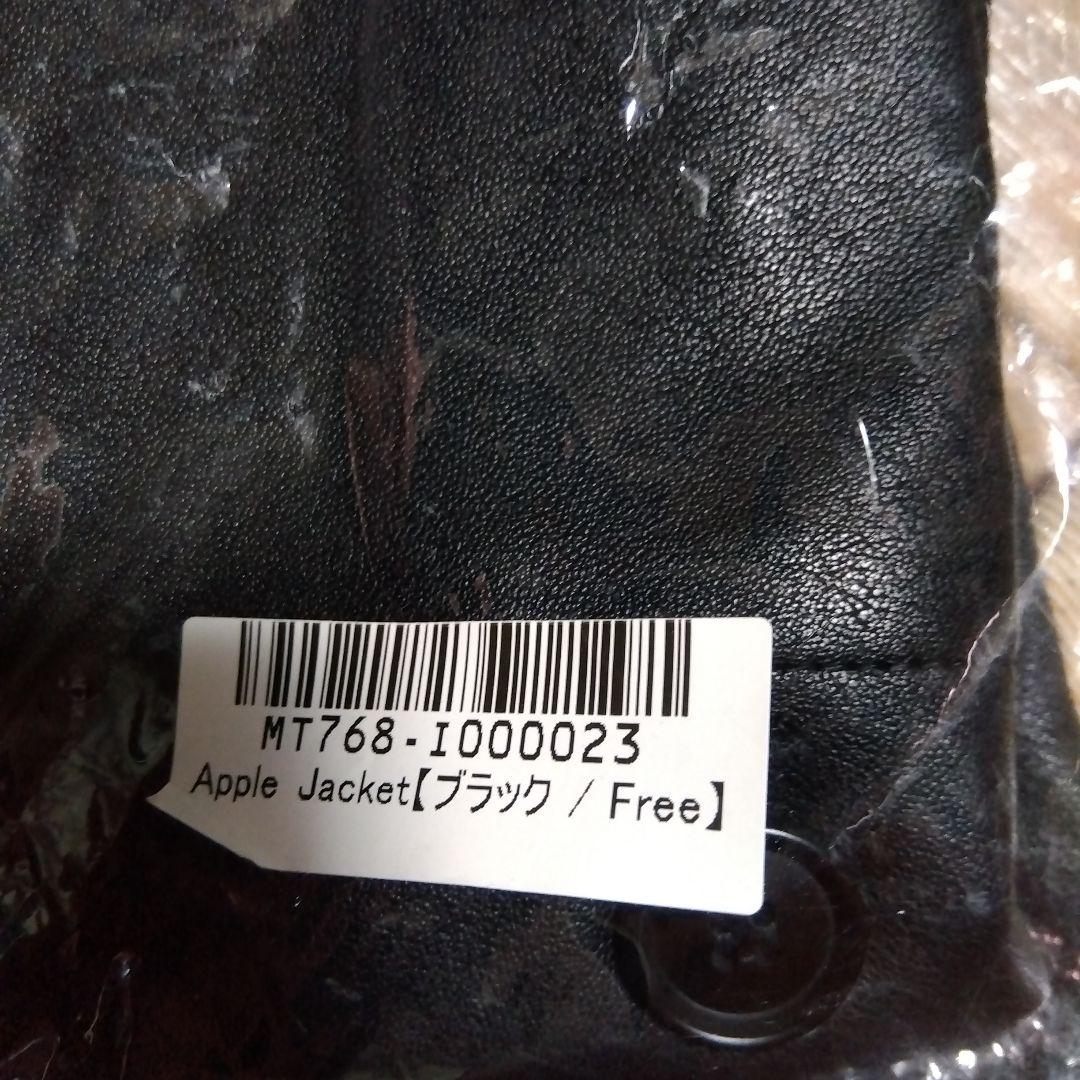 MT768-I000023
Apple Jacket【ブラック / Free】